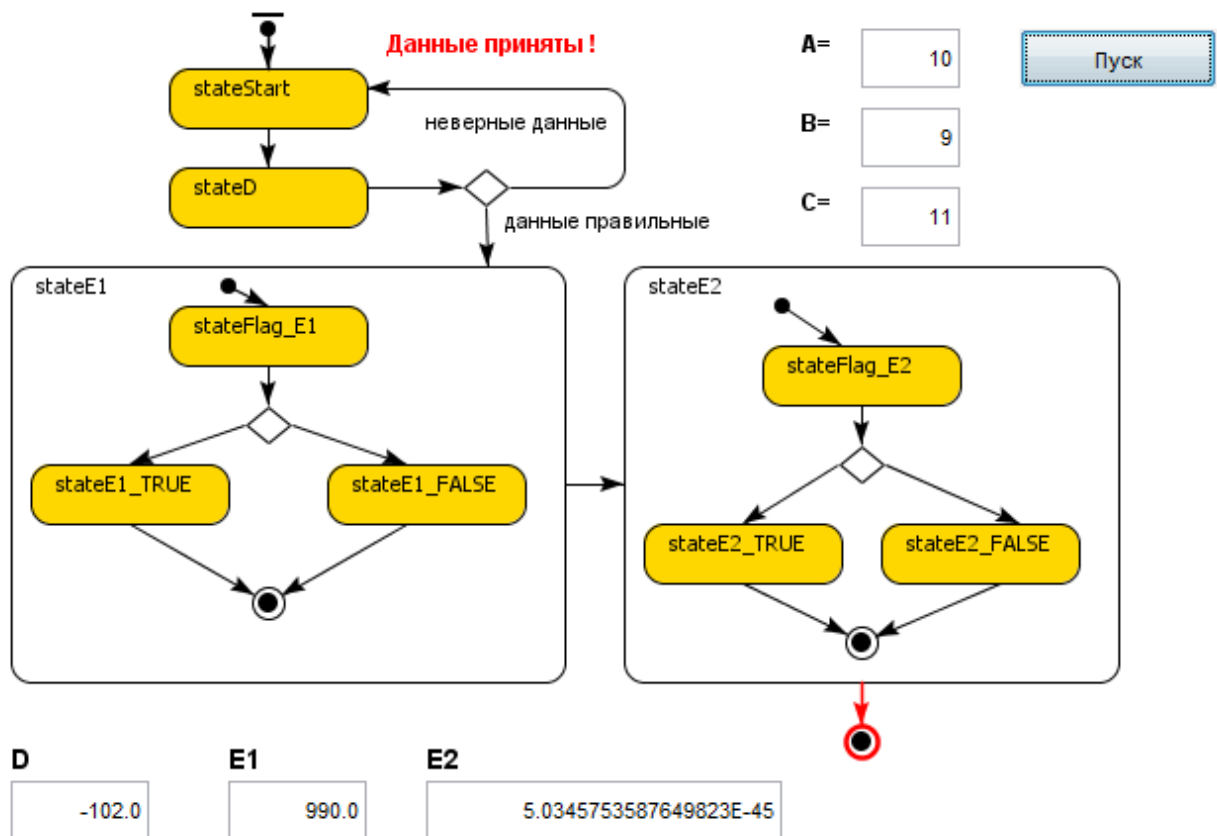 Данные приняты !
A=
10
Пуск
stateStart
неверные данные
B=
9
stateD
C=
11
данные правильные
stateE1
stateE2
stateFlag_E1
stateFlag_E2
stateE1_TRUE
stateE1_FALSE
stateE2_TRUE
stateE2_FALSE
D
E1
E2
-102.0
990.0
5.0345753587649823E-45